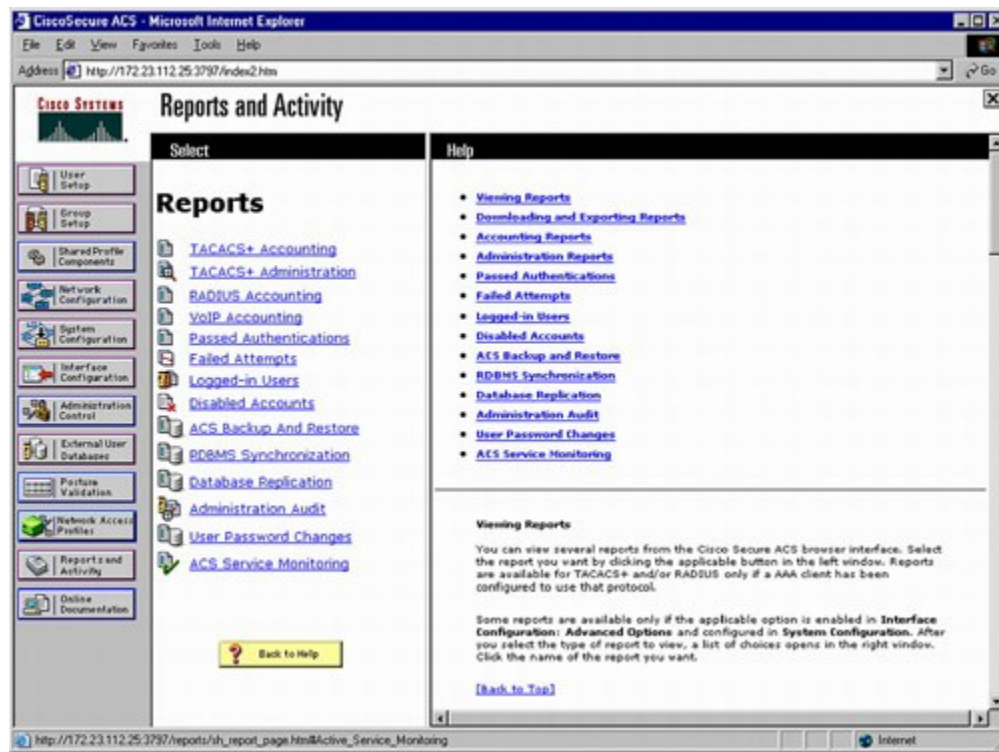 CiscoSecure ACS - Microsoft Internet Explorer
File Edit View Favorites Tools Help
Address http://172.23.112.25:3797/index2.htm Go
CISCO SYSTEMS
Reports and Activity
Select
User
Setup
Group
Setup
Shared Profile
Components
Network
Configuration
System
Configuration
Interface
Configuration
Administration
Control
External User
Databases
Posture
Validation
Network Access
Profiles
Reports and
Activity
Online
Documentation
Reports
TACACS+ Accounting
TACACS+ Administration
RADIUS Accounting
VoIP Accounting
Passed Authentications
Failed Attempts
Logged-in Users
Disabled Accounts
ACS Backup And Restore
RDBMS Synchronization
Database Replication
Administration Audit
User Password Changes
ACS Service Monitoring
? Back to Help
Help
Viewing Reports
Downloading and Exporting Reports
Accounting Reports
Administration Reports
Passed Authentications
Failed Attempts
Logged-in Users
Disabled Accounts
ACS Backup and Restore
RDBMS Synchronization
Database Replication
Administration Audit
User Password Changes
ACS Service Monitoring
Viewing Reports
You can view several reports from the Cisco Secure ACS browser interface. Select
the report you want by clicking the applicable button in the left window. Reports
are available for TACACS+ and/or RADIUS only if a AAA client has been
configured to use that protocol.
Some reports are available only if the applicable option is enabled in Interface
Configuration: Advanced Options and configured in System Configuration. After
you select the type of report to view, a list of choices opens in the right window.
Click the name of the report you want.
[Back to Top]
http://172.23.112.25:3797/reports/sh_report_page.htm#Active_Service_Monitoring
Internet